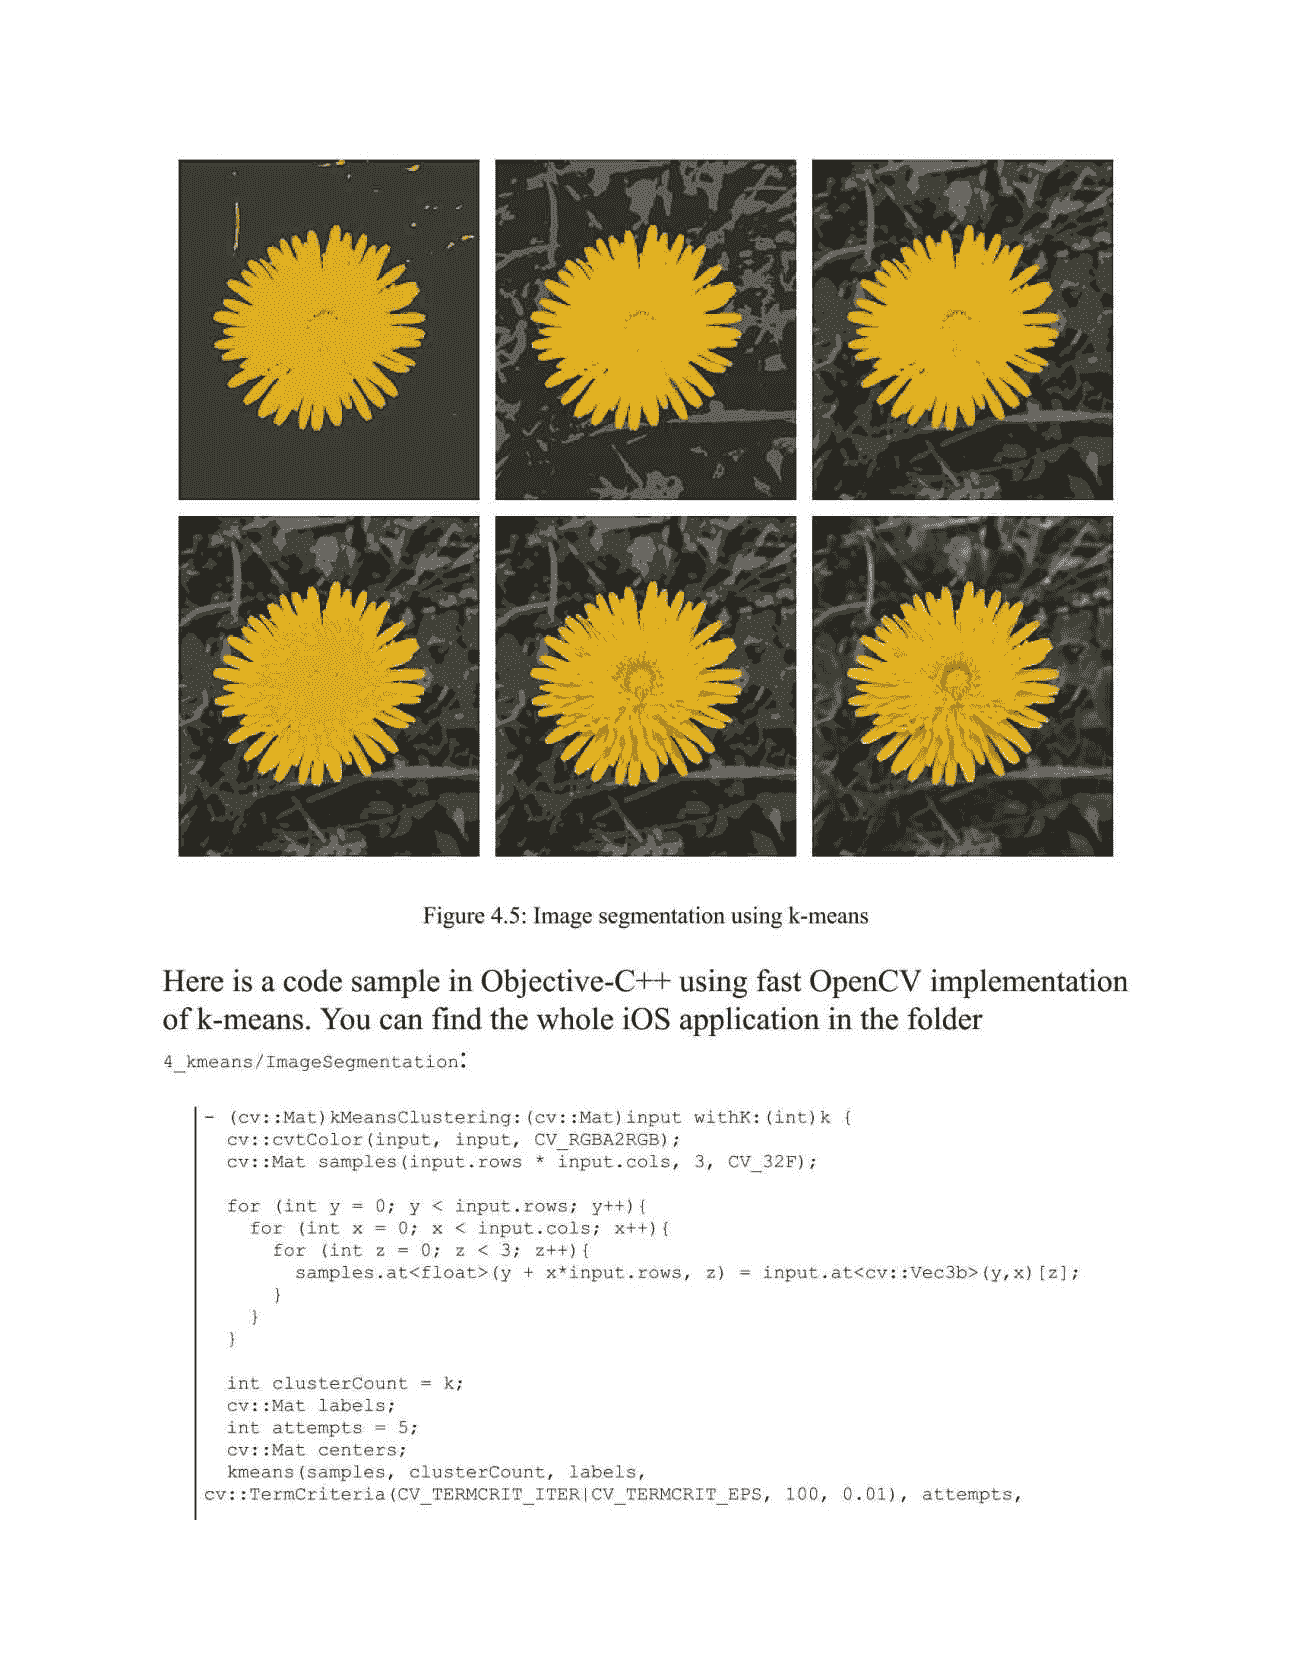 Figure 4.5: Image segmentation using k-means
Here is a code sample in Objective-C++ using fast OpenCV implementation
of k-means. You can find the whole iOS application in the folder
4_kmeans/ImageSegmentation:
- (cv::Mat)kMeansClustering:(cv::Mat)input withK:(int)k {
  cv::cvtColor(input, input, CV_RGBA2RGB);
  cv::Mat samples(input.rows * input.cols, 3, CV_32F);

  for (int y = 0; y < input.rows; y++){
    for (int x = 0; x < input.cols; x++){
      for (int z = 0; z < 3; z++){
        samples.at<float>(y + x*input.rows, z) = input.at<cv::Vec3b>(y,x)[z];
      }
    }
  }

  int clusterCount = k;
  cv::Mat labels;
  int attempts = 5;
  cv::Mat centers;
  kmeans(samples, clusterCount, labels,
cv::TermCriteria(CV_TERMCRIT_ITER|CV_TERMCRIT_EPS, 100, 0.01), attempts,